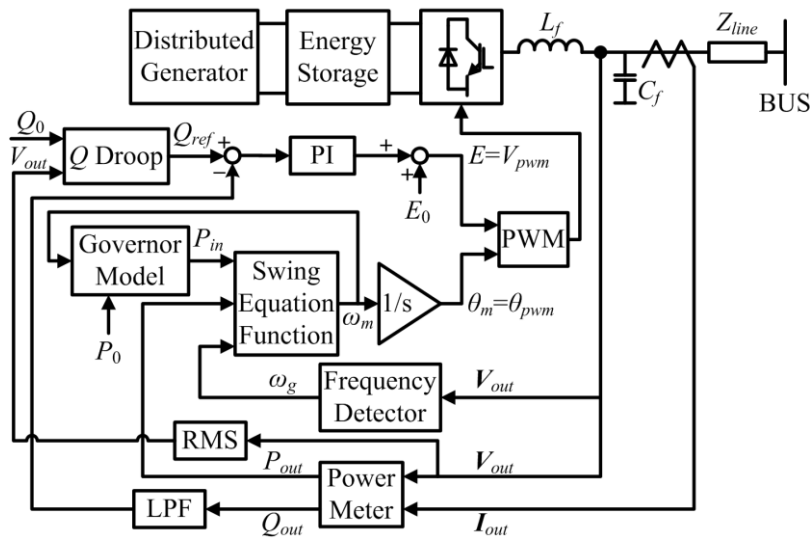 Distributed
Generator
Energy
Storage
L_f
Z_line
C_f
BUS
Q_0
V_out
Q Droop
Q_ref
+
−
PI
+
+
E_0
E=V_pwm
PWM
Governor
Model
P_in
P_0
Swing
Equation
Function
ω_m
1/s
θ_m=θ_pwm
ω_g
Frequency
Detector
V_out
RMS
P_out
Power
Meter
V_out
LPF
Q_out
I_out